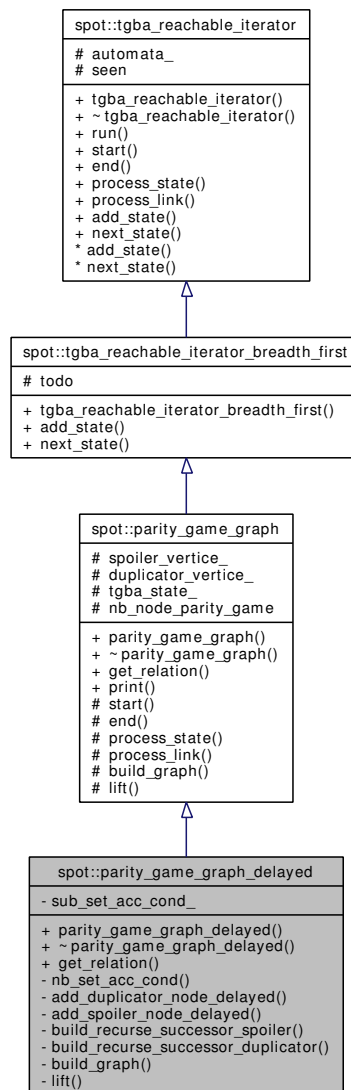 spot::tgba_reachable_iterator
# automata_
# seen
+ tgba_reachable_iterator()
+ ~tgba_reachable_iterator()
+ run()
+ start()
+ end()
+ process_state()
+ process_link()
+ add_state()
+ next_state()
* add_state()
* next_state()
spot::tgba_reachable_iterator_breadth_first
# todo
+ tgba_reachable_iterator_breadth_first()
+ add_state()
+ next_state()
spot::parity_game_graph
# spoiler_vertice_
# duplicator_vertice_
# tgba_state_
# nb_node_parity_game
+ parity_game_graph()
+ ~parity_game_graph()
+ get_relation()
+ print()
# start()
# end()
# process_state()
# process_link()
# build_graph()
# lift()
spot::parity_game_graph_delayed
- sub_set_acc_cond_
+ parity_game_graph_delayed()
+ ~parity_game_graph_delayed()
+ get_relation()
- nb_set_acc_cond()
- add_duplicator_node_delayed()
- add_spoiler_node_delayed()
- build_recurse_successor_spoiler()
- build_recurse_successor_duplicator()
- build_graph()
- lift()